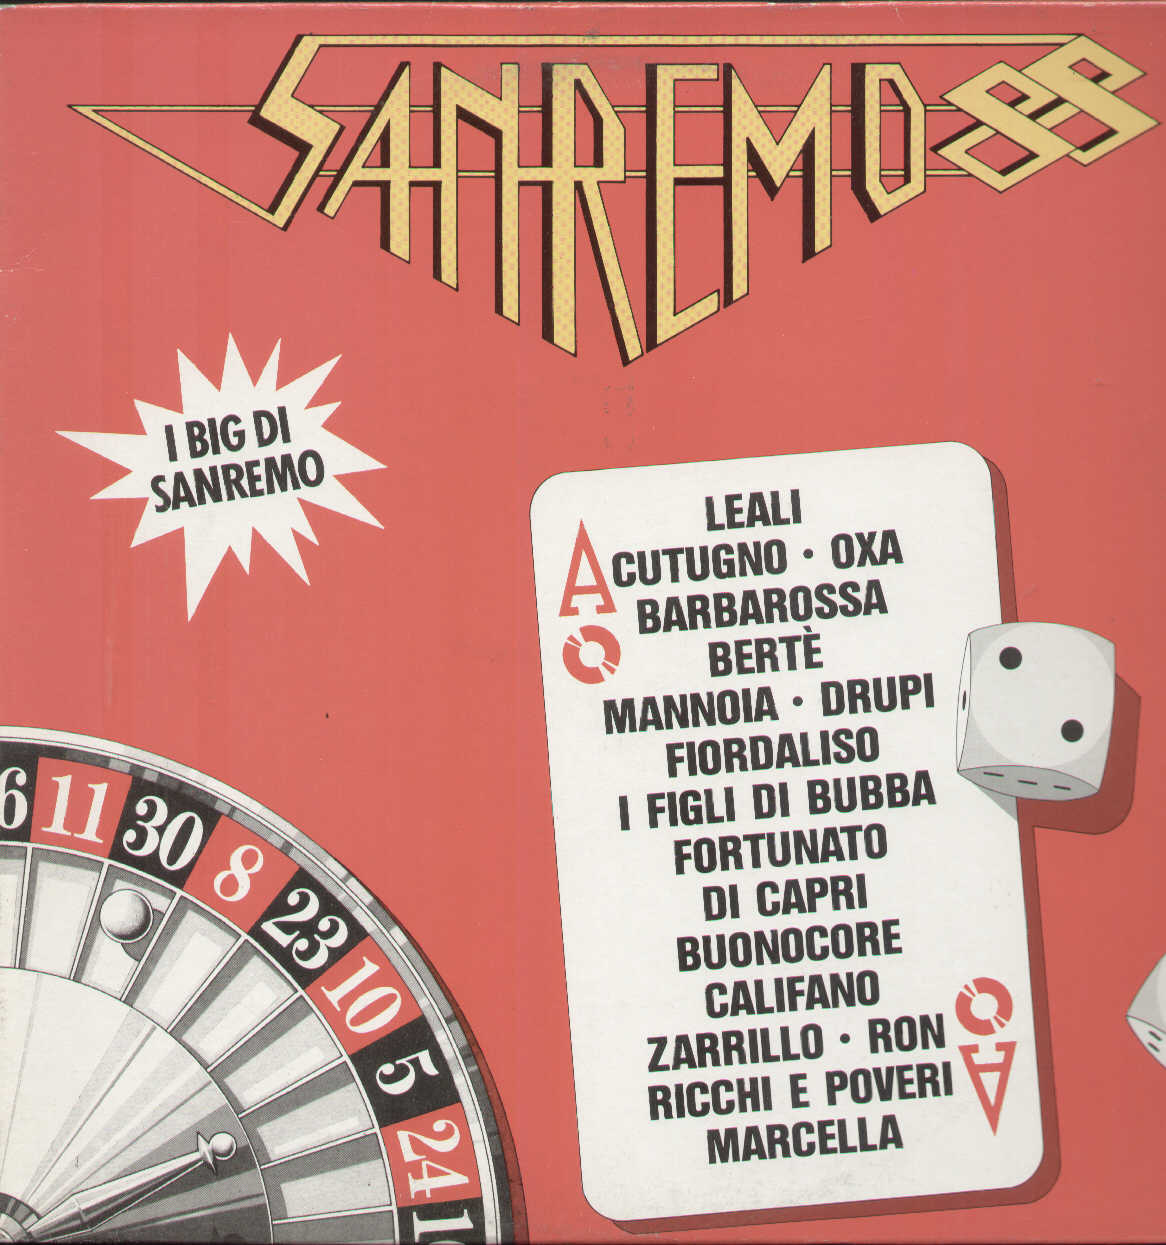 SANREMO 88
I BIG DI
SANREMO
A
LEALI
CUTUGNO • OXA
BARBAROSSA
BERTÈ
MANNOIA • DRUPI
FIORDALISO
I FIGLI DI BUBBA
FORTUNATO
DI CAPRI
BUONOCORE
CALIFANO
ZARRILLO • RON
RICCHI E POVERI
MARCELLA
A
6
11
30
8
23
10
5
24